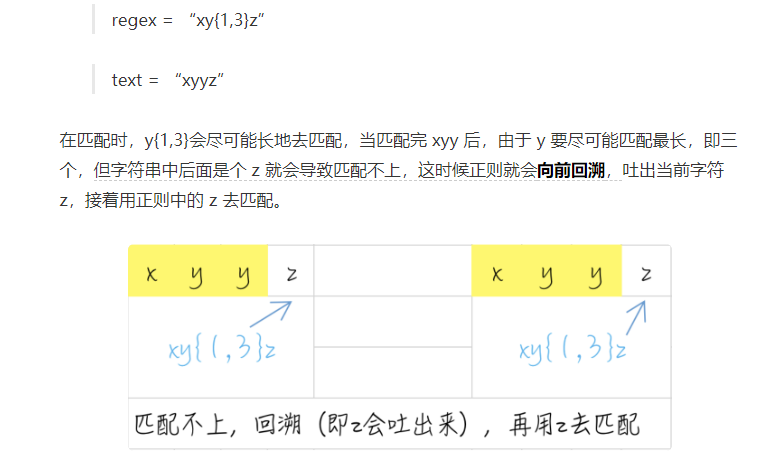 regex = “xy{1,3}z”
text = “xyyz”
在匹配时，y{1,3}会尽可能长地去匹配，当匹配完 xyy 后，由于 y 要尽可能匹配最长，即三
个，但字符串中后面是个 z 就会导致匹配不上，这时候正则就会向前回溯，吐出当前字符
z，接着用正则中的 z 去匹配。
x y y z x y y z
xy{1,3}z xy{1,3}z
匹配不上，回溯（即z会吐出来），再用z去匹配